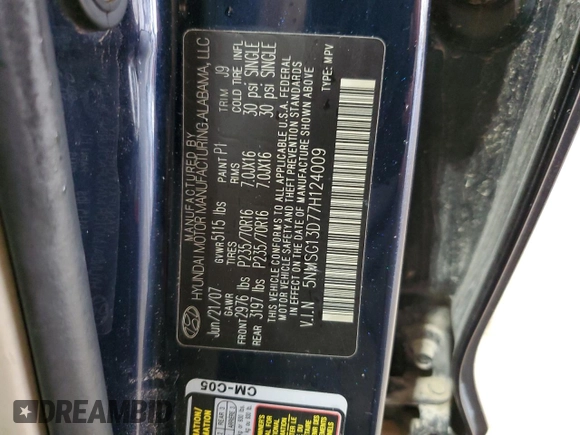 MANUFACTURED BY
HYUNDAI MOTOR MANUFACTURING ALABAMA, LLC
Jun/21/07 GVWR 5115 lbs PAINT P1 TRIM J9
GAWR TIRES RIMS COLD TIRE INFL
FRONT 2976 lbs P235/70R16 7.0JX16 30 psi SINGLE
REAR 3197 lbs P235/70R16 7.0JX16 30 psi SINGLE
THIS VEHICLE CONFORMS TO ALL APPLICABLE U.S.A. FEDERAL
MOTOR VEHICLE SAFETY AND THEFT PREVENTION STANDARDS
IN EFFECT ON THE DATE OF MANUFACTURE SHOWN ABOVE
V.I.N 5NMSG13D77H124009 TYPE: MPV
CM-C05
DREAMBID